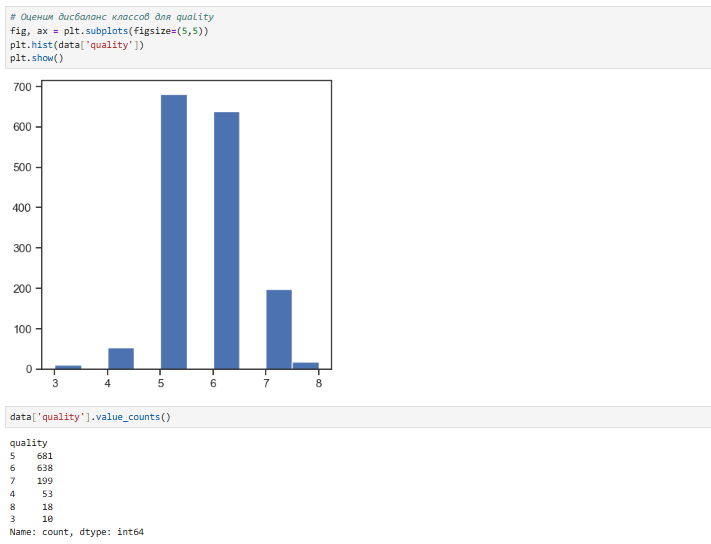 # Оценим дисбаланс классов для quality
fig, ax = plt.subplots(figsize=(5,5))
plt.hist(data['quality'])
plt.show()
700
600
500
400
300
200
100
0
3 4 5 6 7 8
data['quality'].value_counts()
quality
5 681
6 638
7 199
4 53
8 18
3 10
Name: count, dtype: int64